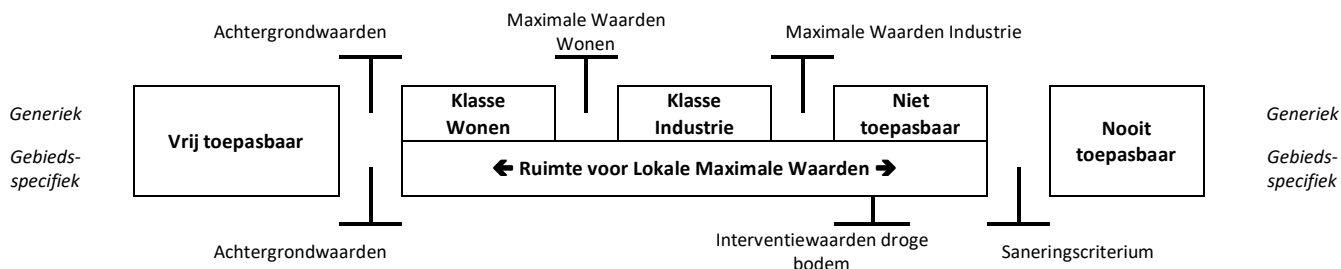 Maximale Waarden
Wonen
Achtergrondwaarden
Maximale Waarden Industrie
Generiek
Gebieds-
specifiek
Vrij toepasbaar
Klasse
Wonen
Klasse
Industrie
Niet
toepasbaar
🡸 Ruimte voor Lokale Maximale Waarden 🡺
Nooit
toepasbaar
Generiek
Gebieds-
specifiek
Achtergrondwaarden
Interventiewaarden droge
bodem
Saneringscriterium